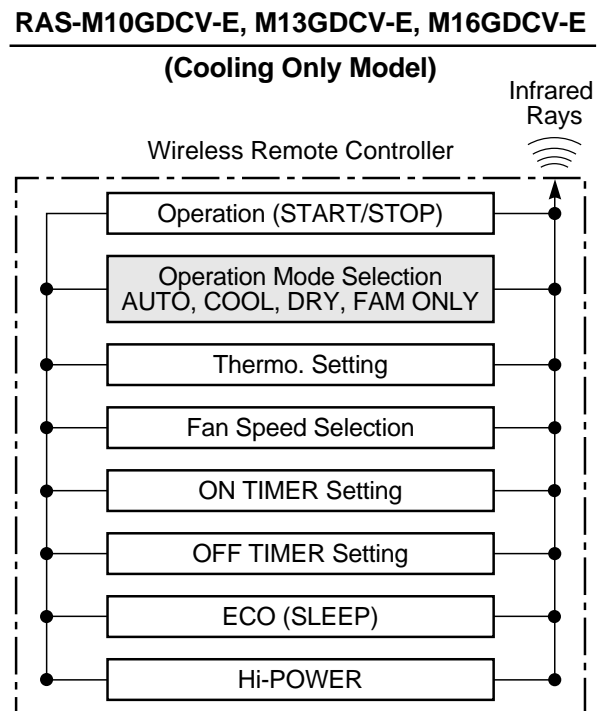 RAS-M10GDCV-E, M13GDCV-E, M16GDCV-E
(Cooling Only Model)
Infrared
Rays
Wireless Remote Controller
Operation (START/STOP)
Operation Mode Selection
AUTO, COOL, DRY, FAM ONLY
Thermo. Setting
Fan Speed Selection
ON TIMER Setting
OFF TIMER Setting
ECO (SLEEP)
Hi-POWER